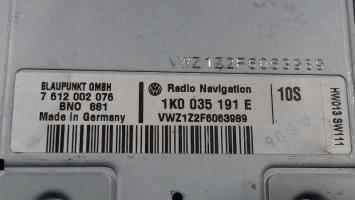 VWZ1Z2F6063989
BLAUPUNKT GMBH
7 612 002 076
BNO 881
Made in Germany
Radio Navigation
1K0 035 191 E
VWZ1Z2F6063989
10S
HW013 SW111